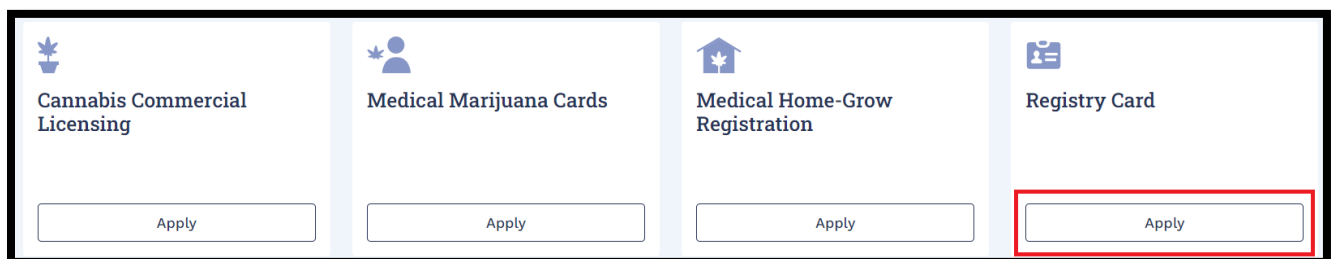 Cannabis Commercial
Licensing
Apply
Medical Marijuana Cards
Apply
Medical Home-Grow
Registration
Apply
Registry Card
Apply